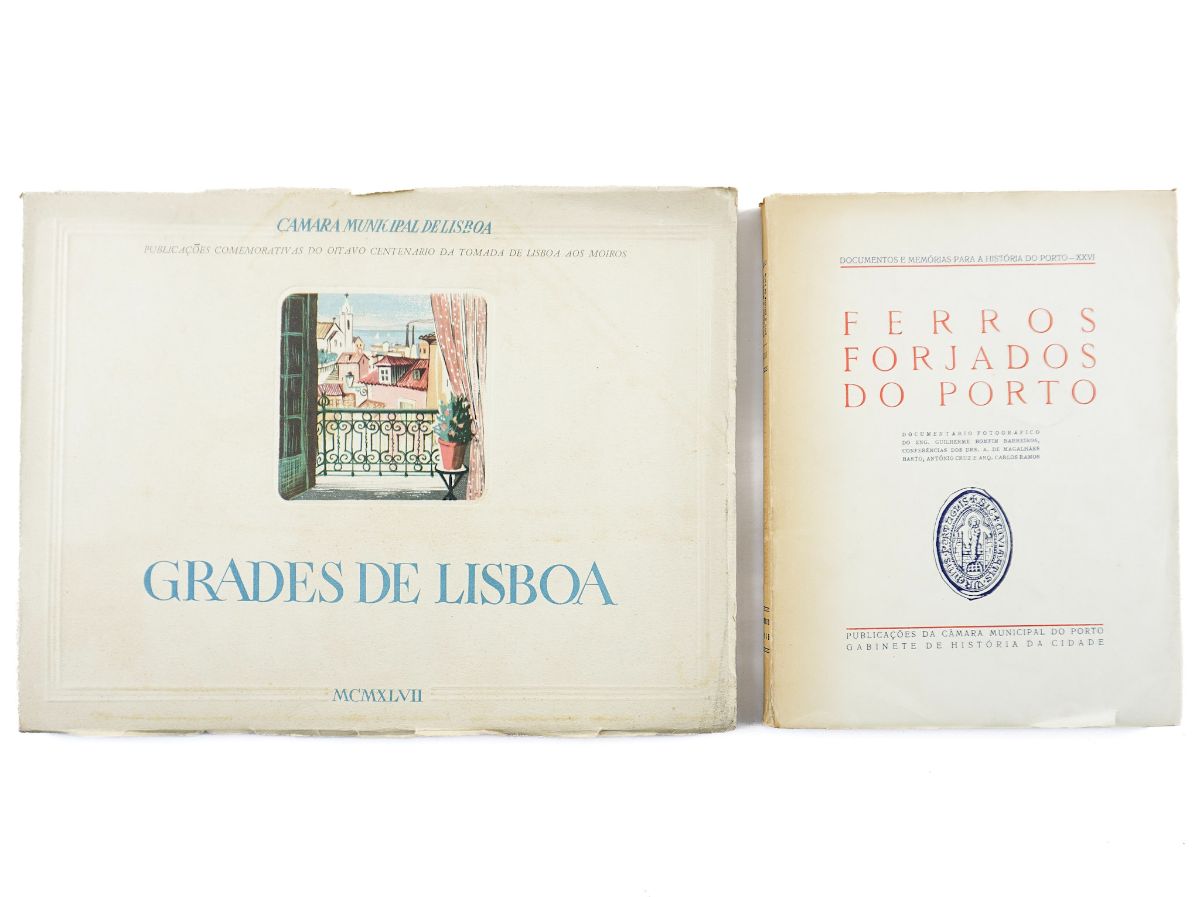 CAMARA MUNICIPAL DE LISBOA
PUBLICAÇÕES COMEMORATIVAS DO OITAVO CENTENARIO DA TOMADA DE LISBOA AOS MOIROS
GRADES DE LISBOA
MCMXLVII
DOCUMENTOS E MEMÓRIAS PARA A HISTÓRIA DO PORTO—XXVI
FERROS
FORJADOS
DO PORTO
DOCUMENTÁRIO FOTOGRÁFICO
DO ENG. GUILHERME BOMFIM BARREIROS,
CONFERÊNCIAS DOS DRS. A. DE MAGALHÃES
BASTO, ANTÓNIO CRUZ E ARQ. CARLOS RAMOS
PUBLICAÇÕES DA CÂMARA MUNICIPAL DO PORTO
GABINETE DE HISTÓRIA DA CIDADE